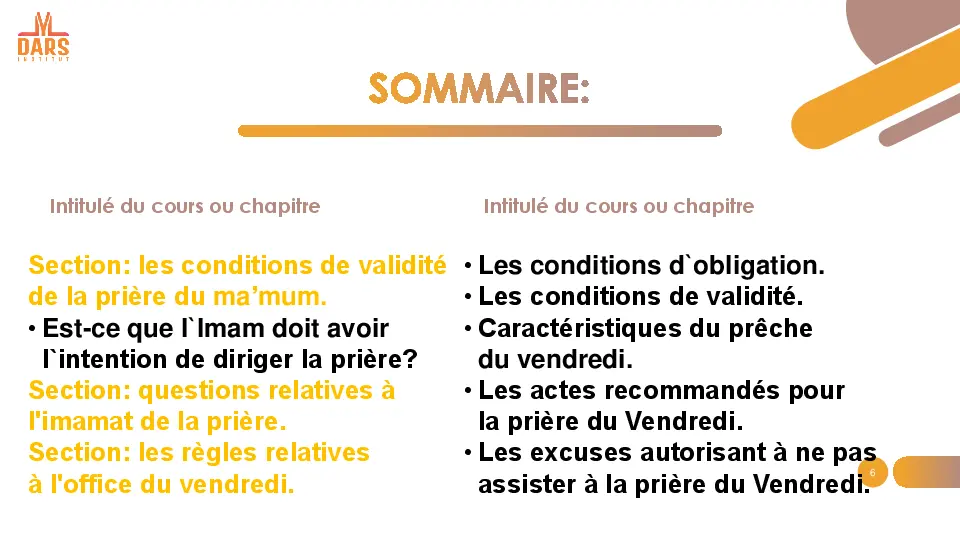 DARS
INSTITUT
SOMMAIRE:
Intitulé du cours ou chapitre
Section: les conditions de validité
de la prière du ma’mum.
• Est-ce que l`Imam doit avoir
l`intention de diriger la prière?
Section: questions relatives à
l'imamat de la prière.
Section: les règles relatives
à l'office du vendredi.
Intitulé du cours ou chapitre
• Les conditions d`obligation.
• Les conditions de validité.
• Caractéristiques du prêche
du vendredi.
• Les actes recommandés pour
la prière du Vendredi.
• Les excuses autorisant à ne pas
assister à la prière du Vendredi.
6